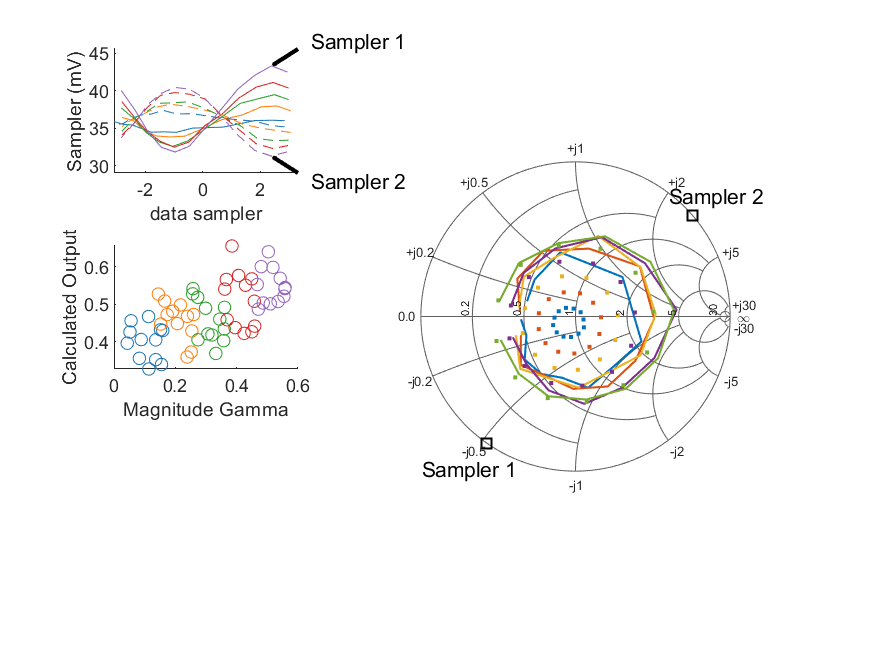 Sampler 1
Sampler (mV)
45
40
35
30
-2 0 2
data sampler
Sampler 2
Calculated Output
0.6
0.5
0.4
0 0.2 0.4 0.6
Magnitude Gamma
+j1
+j0.5
+j2
Sampler 2
+j0.2
+j5
0.0
0.2
0.5
1
2
5
30
+j30
∞
-j30
-j0.2
-j5
-j0.5
-j2
Sampler 1
-j1